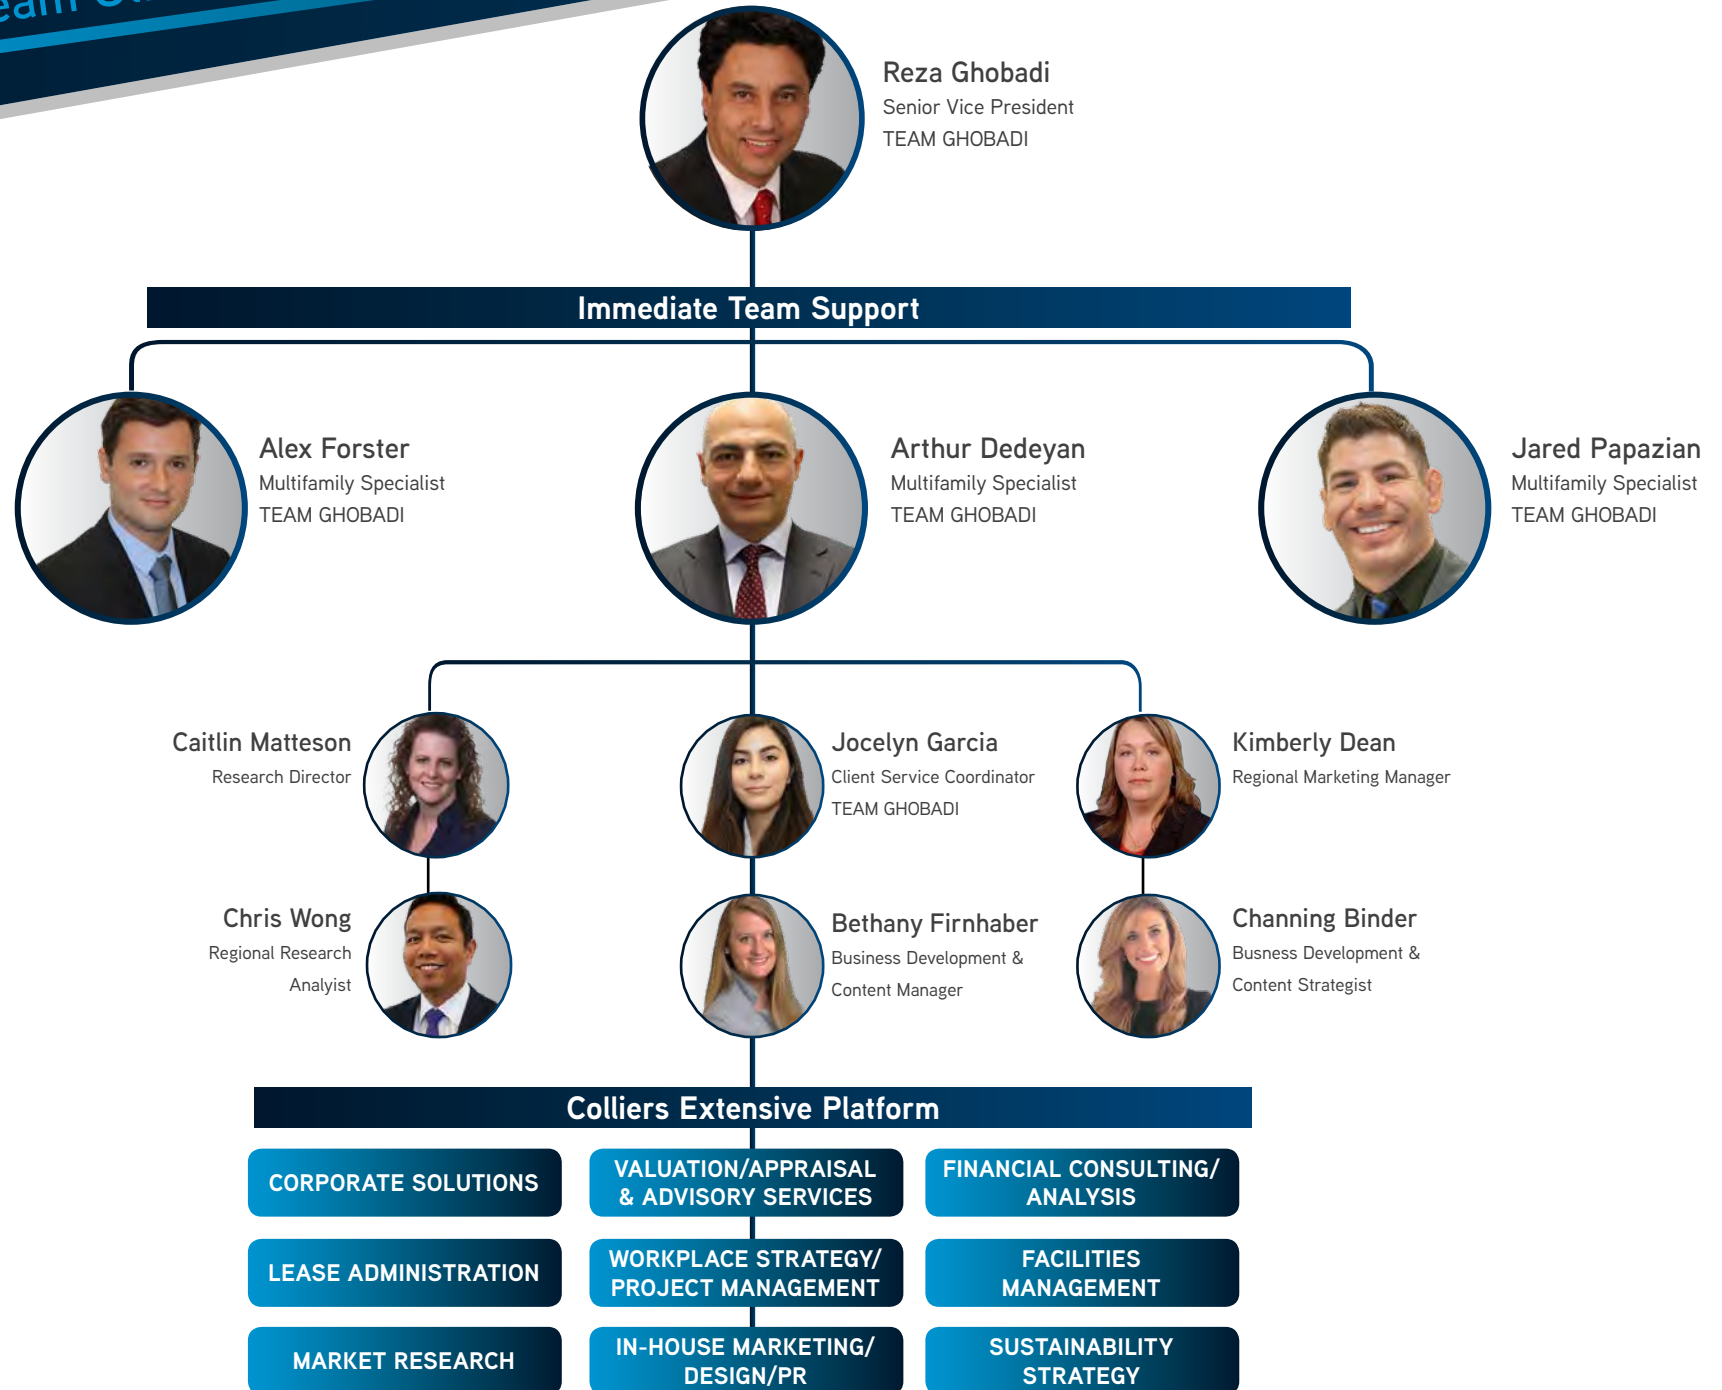 Reza Ghobadi
Senior Vice President
TEAM GHOBADI
Immediate Team Support
Alex Forster
Multifamily Specialist
TEAM GHOBADI
Arthur Dedeyan
Multifamily Specialist
TEAM GHOBADI
Jared Papazian
Multifamily Specialist
TEAM GHOBADI
Caitlin Matteson
Research Director
Jocelyn Garcia
Client Service Coordinator
TEAM GHOBADI
Kimberly Dean
Regional Marketing Manager
Chris Wong
Regional Research
Analyist
Bethany Firnhaber
Business Development &
Content Manager
Channing Binder
Busness Development &
Content Strategist
Colliers Extensive Platform
CORPORATE SOLUTIONS
VALUATION/APPRAISAL
& ADVISORY SERVICES
FINANCIAL CONSULTING/
ANALYSIS
LEASE ADMINISTRATION
WORKPLACE STRATEGY/
PROJECT MANAGEMENT
FACILITIES
MANAGEMENT
MARKET RESEARCH
IN-HOUSE MARKETING/
DESIGN/PR
SUSTAINABILITY
STRATEGY